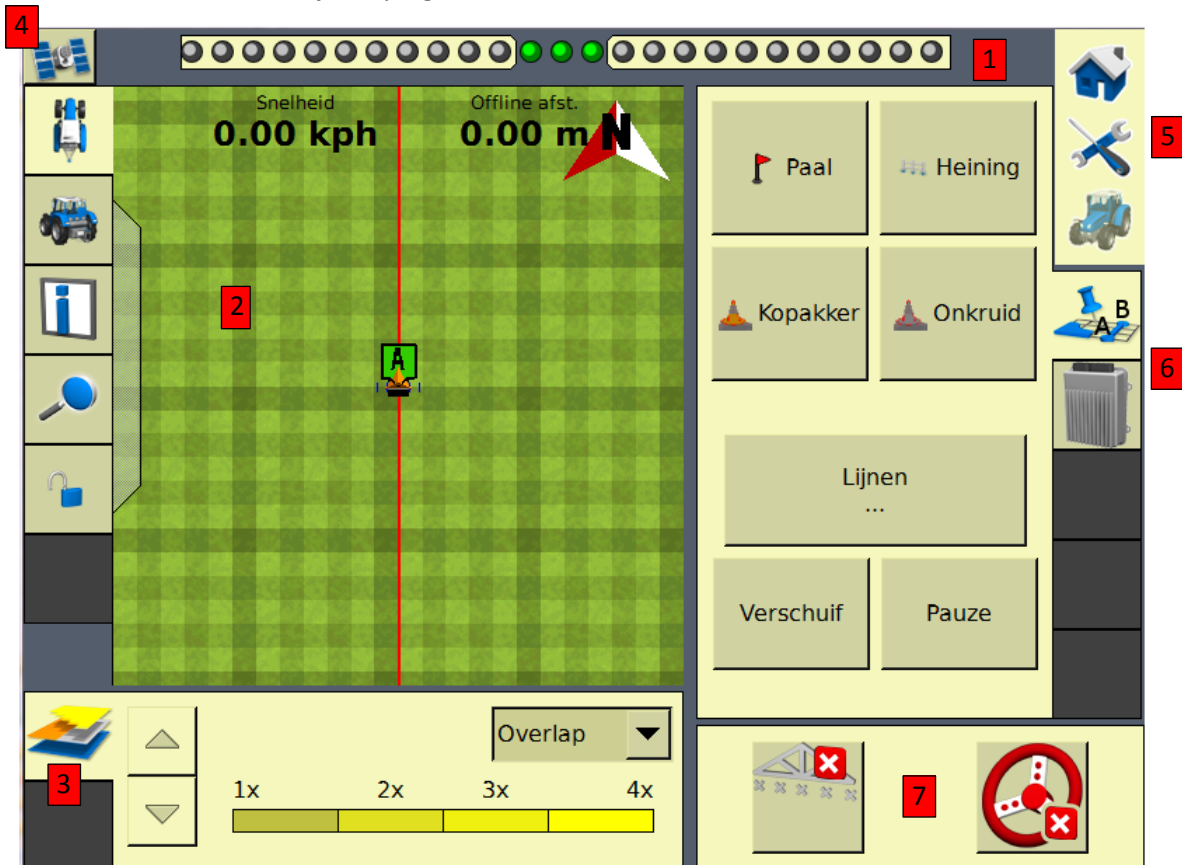 4
1
Snelheid
0.00 kph
Offline afst.
0.00 m
N
Paal
Heining
5
2
Kopakker
Onkruid
A
B
A
6
Lijnen
...
Verschuif
Pauze
Overlap
3
1x
2x
3x
4x
7